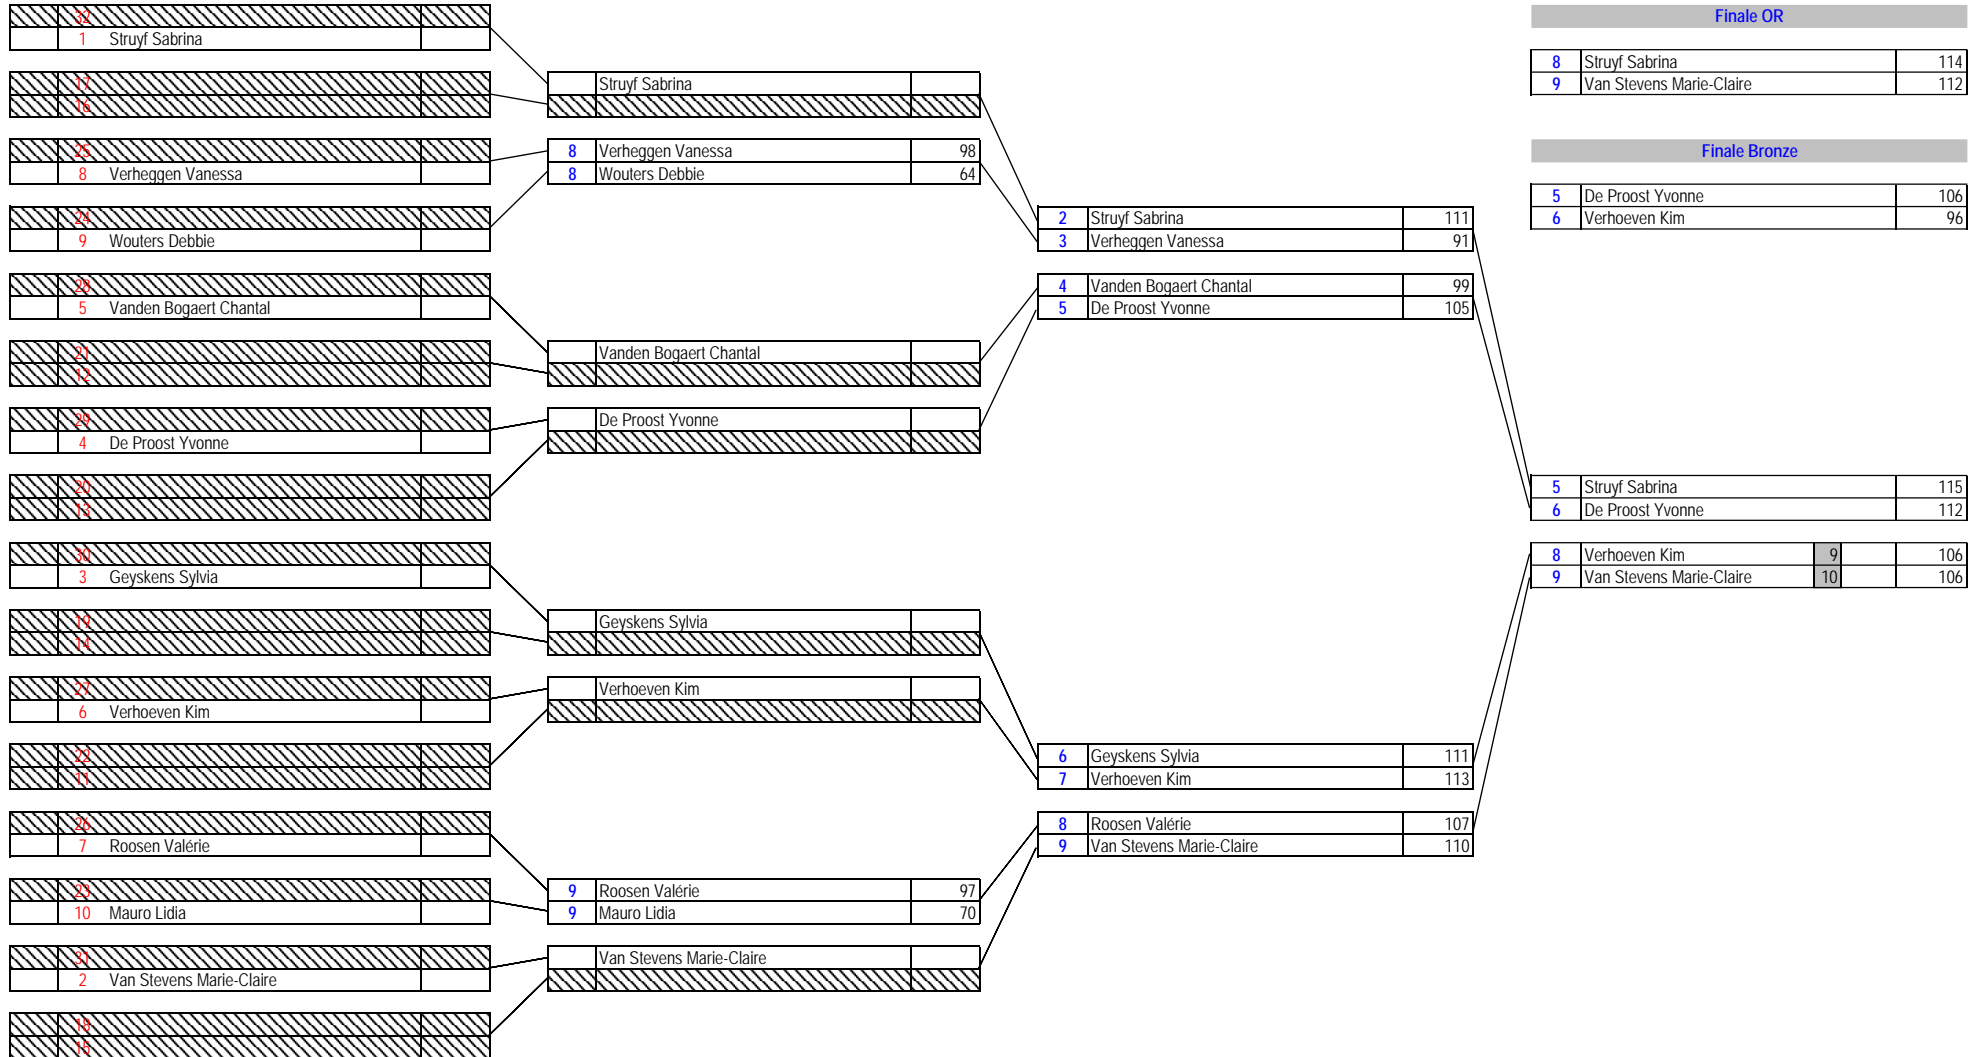 32
1 Struyf Sabrina
17
16
25
8 Verheggen Vanessa
24
9 Wouters Debbie
28
5 Vanden Bogaert Chantal
21
12
29
4 De Proost Yvonne
20
13
30
3 Geyskens Sylvia
19
14
27
6 Verhoeven Kim
22
11
26
7 Roosen Valérie
23
10 Mauro Lidia
31
2 Van Stevens Marie-Claire
18
15
Struyf Sabrina
8 Verheggen Vanessa 98
8 Wouters Debbie 64
Vanden Bogaert Chantal
De Proost Yvonne
Geyskens Sylvia
Verhoeven Kim
9 Roosen Valérie 97
9 Mauro Lidia 70
Van Stevens Marie-Claire
2 Struyf Sabrina 111
3 Verheggen Vanessa 91
4 Vanden Bogaert Chantal 99
5 De Proost Yvonne 105
6 Geyskens Sylvia 111
7 Verhoeven Kim 113
8 Roosen Valérie 107
9 Van Stevens Marie-Claire 110
Finale OR
8 Struyf Sabrina 114
9 Van Stevens Marie-Claire 112
Finale Bronze
5 De Proost Yvonne 106
6 Verhoeven Kim 96
5 Struyf Sabrina 115
6 De Proost Yvonne 112
8 Verhoeven Kim 9 106
9 Van Stevens Marie-Claire 10 106